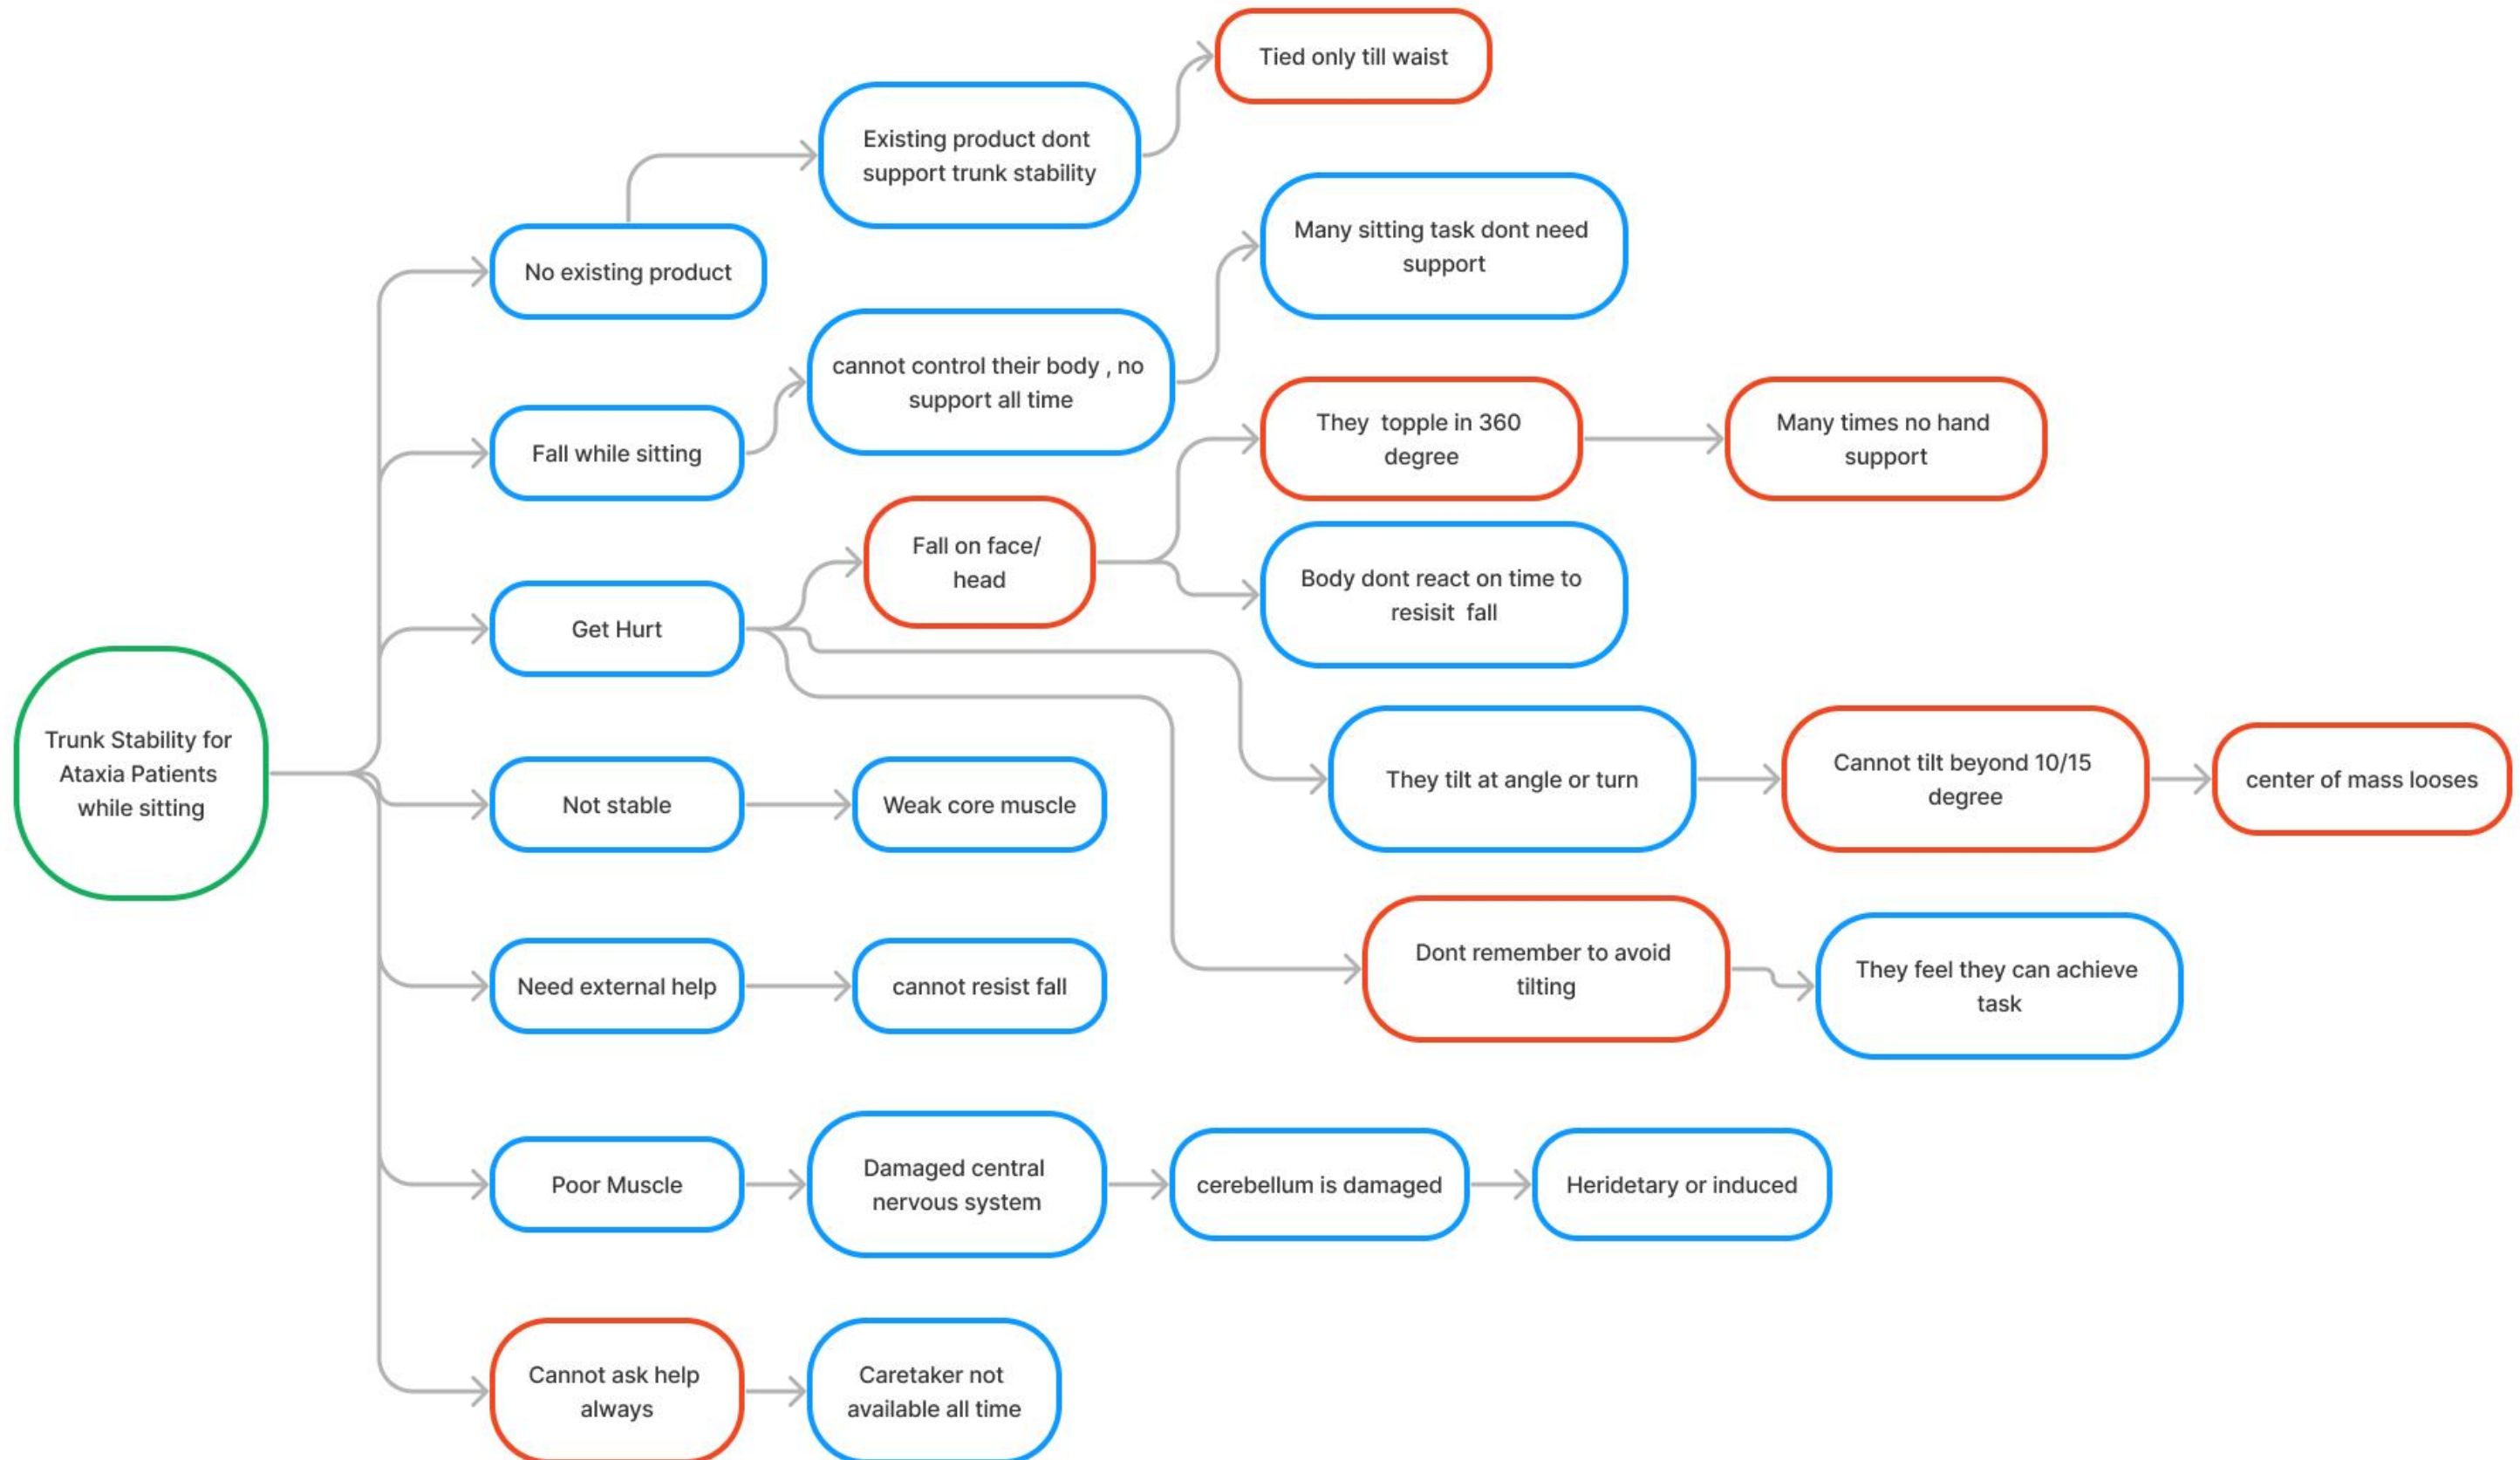 Tied only till waist
Existing product dont
support trunk stability
Many sitting task dont need
support
No existing product
cannot control their body , no
support all time
They  topple in 360
degree
Many times no hand
support
Fall while sitting
Fall on face/
head
Body dont react on time to
resisit  fall
Get Hurt
Trunk Stability for
Ataxia Patients
while sitting
They tilt at angle or turn
Cannot tilt beyond 10/15
degree
center of mass looses
Not stable
Weak core muscle
Dont remember to avoid
tilting
They feel they can achieve
task
Need external help
cannot resist fall
Poor Muscle
Damaged central
nervous system
cerebellum is damaged
Heridetary or induced
Cannot ask help
always
Caretaker not
available all time